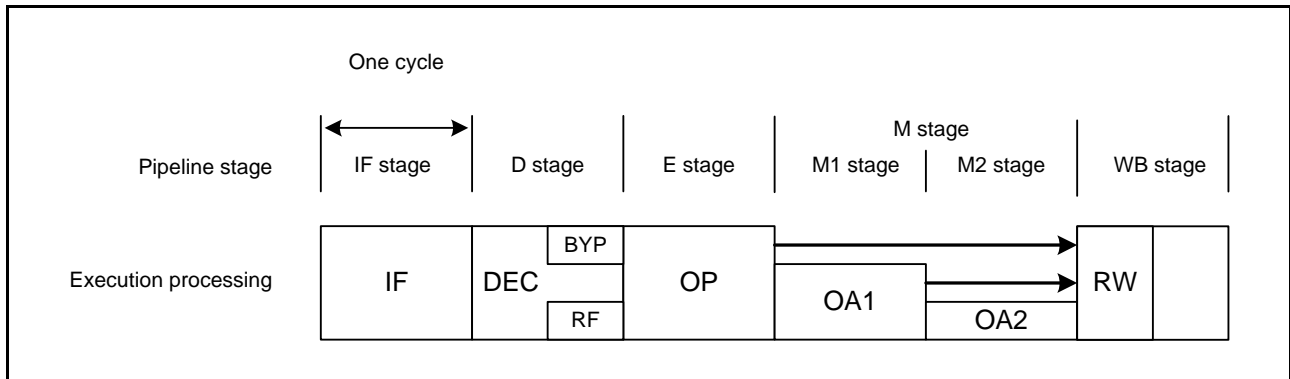 One cycle
M stage
Pipeline stage IF stage D stage E stage M1 stage M2 stage WB stage
BYP
Execution processing IF DEC OP OA1 RW
RF OA2